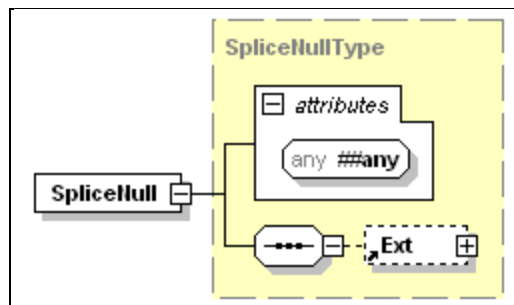 SpliceNullType
attributes
any ##any
SpliceNull
Ext